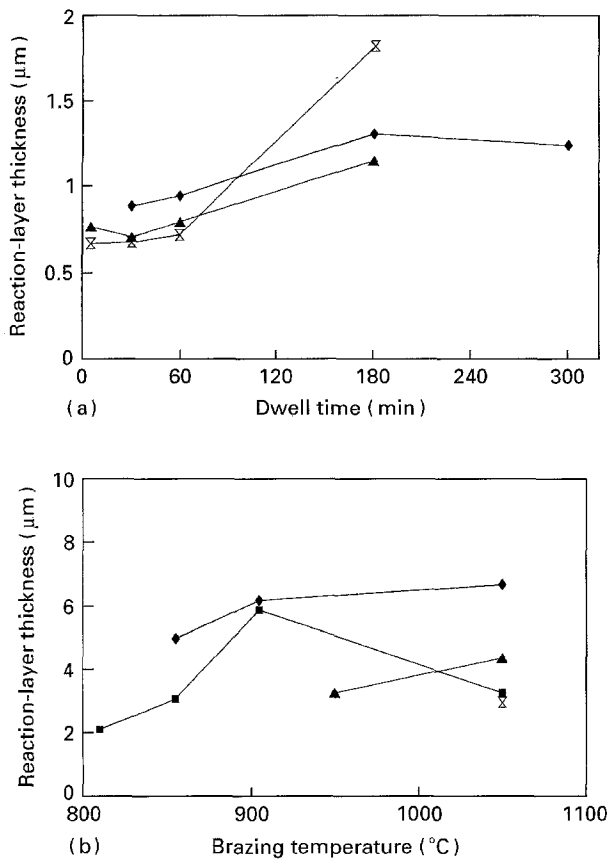 2
1.5
1
0.5
0
Reaction-layer thickness (μm)
0 60 120 180 240 300
(a) Dwell time (min)
10
8
6
4
2
0
Reaction-layer thickness (μm)
800 900 1000 1100
(b) Brazing temperature (°C)